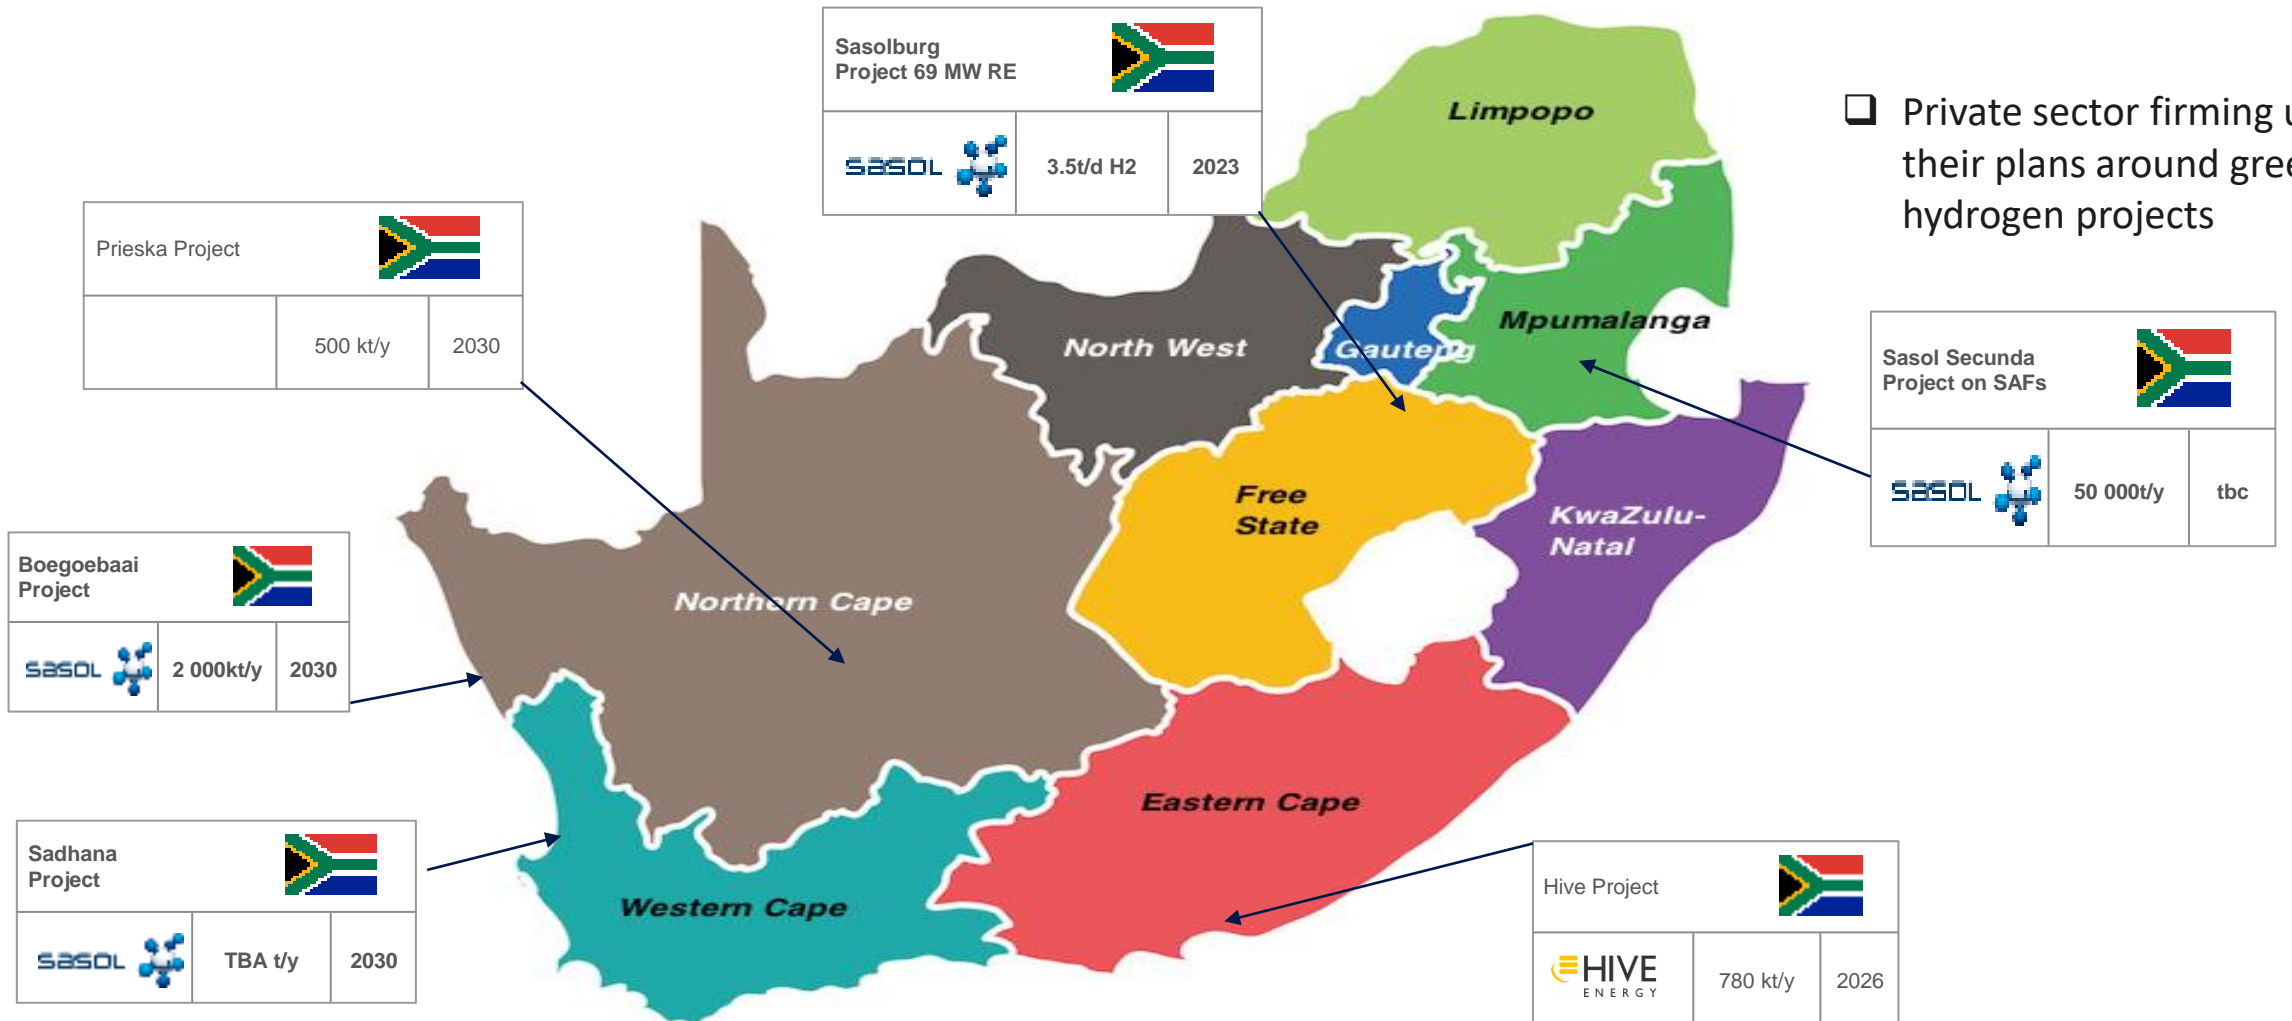 Sasolburg
Project 69 MW RE
sasol
3.5t/d H2
2023
Limpopo
❑ Private sector firming
their plans around
hydrogen projects
Prieska Project
500 kt/y
2030
North West
Gauteng
Mpumalanga
Sasol Secunda
Project on SAFs
sasol
50 000t/y
tbc
Free
State
KwaZulu-
Natal
Boegoebaai
Project
sasol
2 000kt/y
2030
Northern Cape
Eastern Cape
Sadhana
Project
sasol
TBA t/y
2030
Western Cape
Hive Project
HIVE
ENERGY
780 kt/y
2026